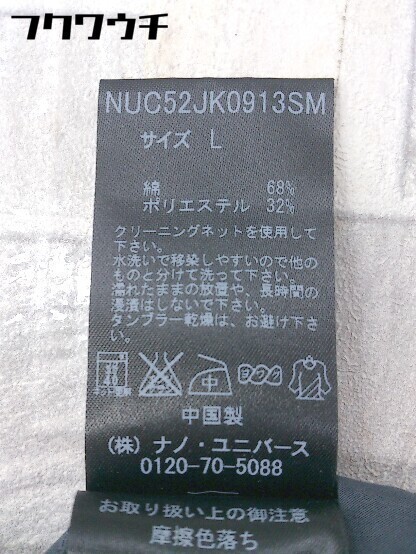 フクワウチ
NUC52JK0913SM
サイズ L
綿 68%
ポリエステル 32%
クリーニングネットを使用して
下さい。
水洗いで移染しやすいので他の
ものと分けて洗って下さい。
濡れたままの放置や、長時間の
浸漬はしないで下さい。
タンブラー乾燥は、お避け下さ
い。
中
中国製
(株) ナノ・ユニバース
0120-70-5088
お取り扱い上の御注意
摩擦色落ち